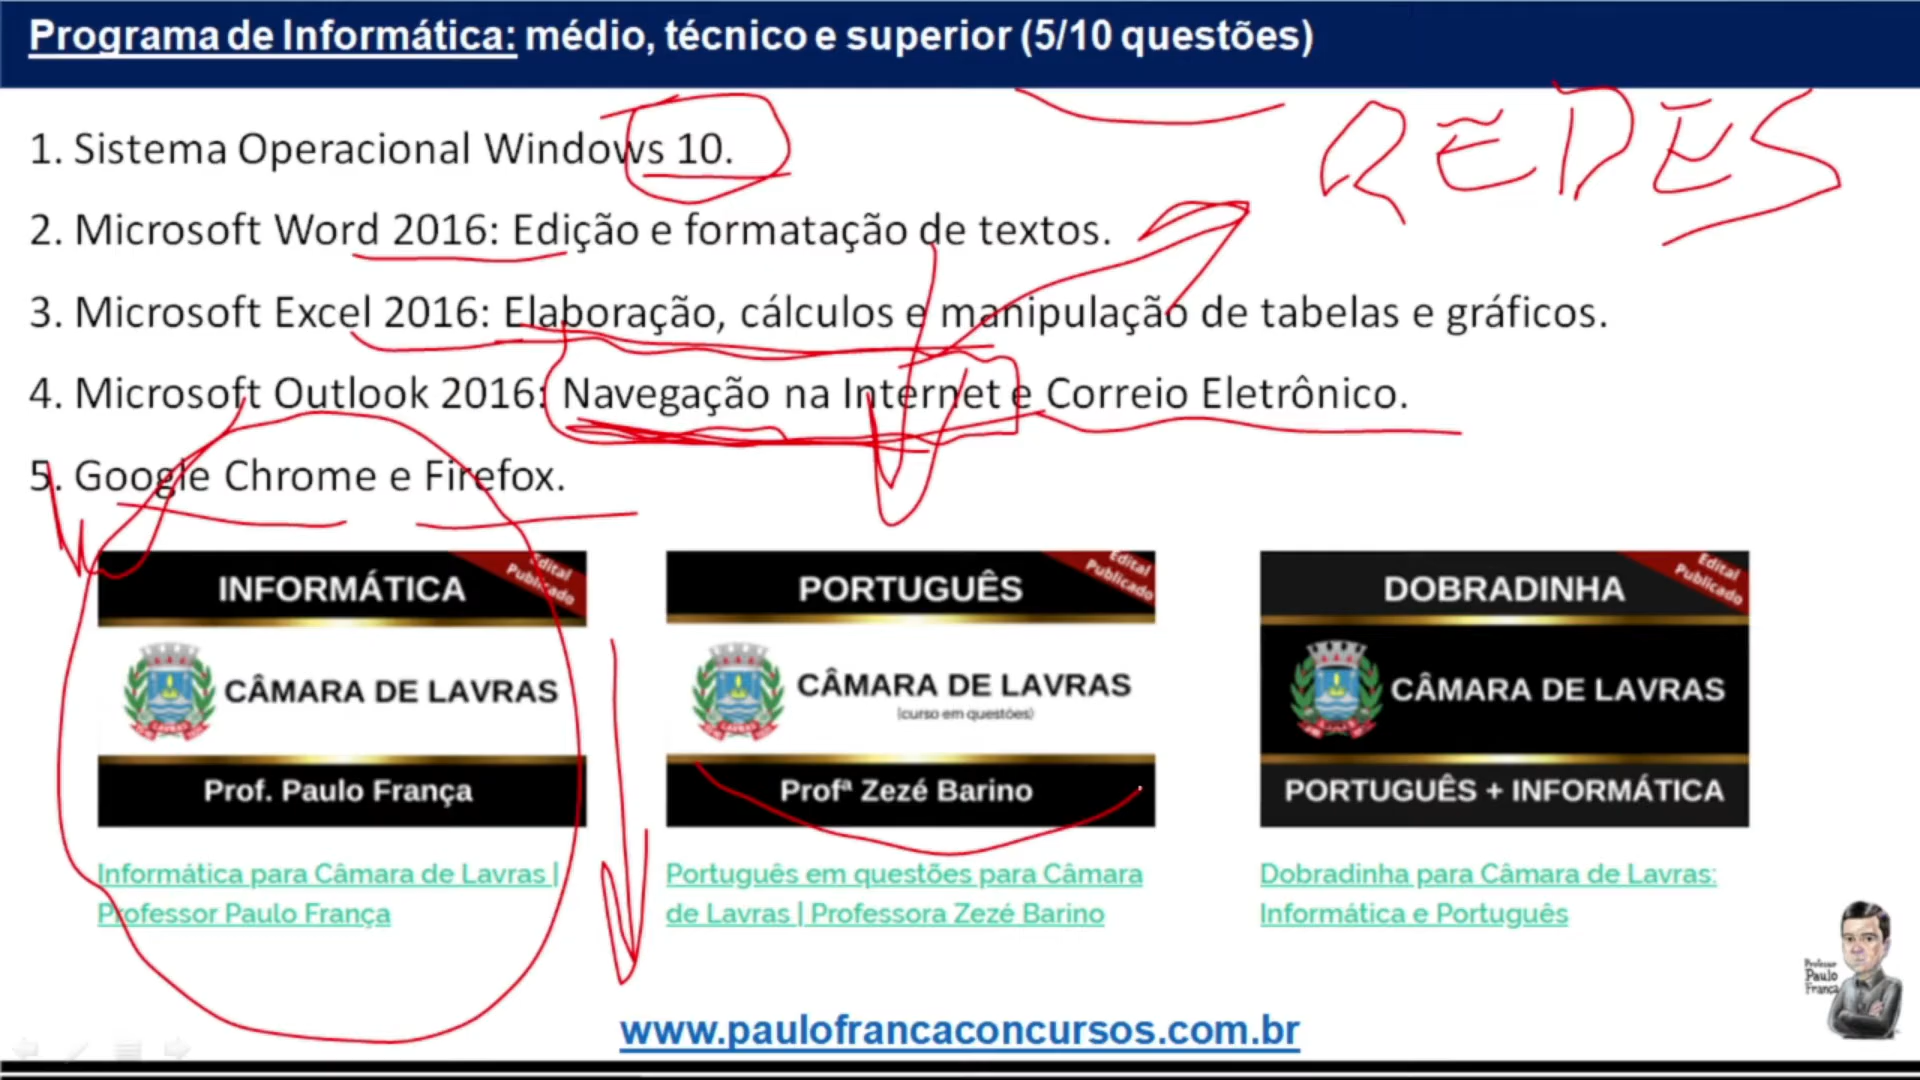 Programa de Informática: médio, técnico e superior (5/10 questões)
REDES
1. Sistema Operacional Windows 10.
2. Microsoft Word 2016: Edição e formatação de textos.
3. Microsoft Excel 2016: Elaboração, cálculos e manipulação de tabelas e gráficos.
4. Microsoft Outlook 2016: Navegação na Internet e Correio Eletrônico.
5. Google Chrome e Firefox.
INFORMÁTICA
Edital
Publicado
CÂMARA DE LAVRAS
LAVRAS
Prof. Paulo França
Informática para Câmara de Lavras |
Professor Paulo França
PORTUGUÊS
Edital
Publicado
CÂMARA DE LAVRAS
(curso em questões)
LAVRAS
Profª Zezé Barino
Português em questões para Câmara
de Lavras | Professora Zezé Barino
DOBRADINHA
Edital
Publicado
CÂMARA DE LAVRAS
PORTUGUÊS + INFORMÁTICA
Dobradinha para Câmara de Lavras:
Informática e Português
Professor
Paulo
França
www.paulofrancaconcursos.com.br